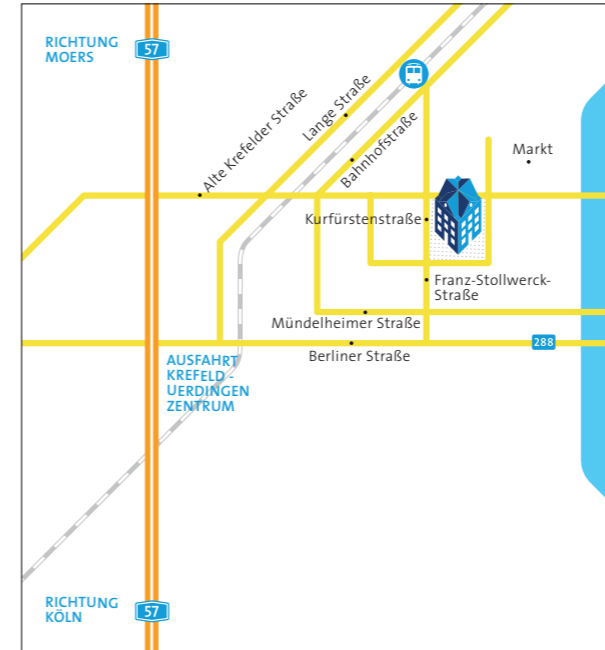 RICHTUNG
MOERS
57
Alte Krefelder Straße
Lange Straße
Bahnhofstraße
Markt
Kurfürstenstraße
Franz-Stollwerck-
Straße
Mündelheimer Straße
Berliner Straße
288
AUSFAHRT
KREFELD -
UERDINGEN
ZENTRUM
RICHTUNG
KÖLN
57